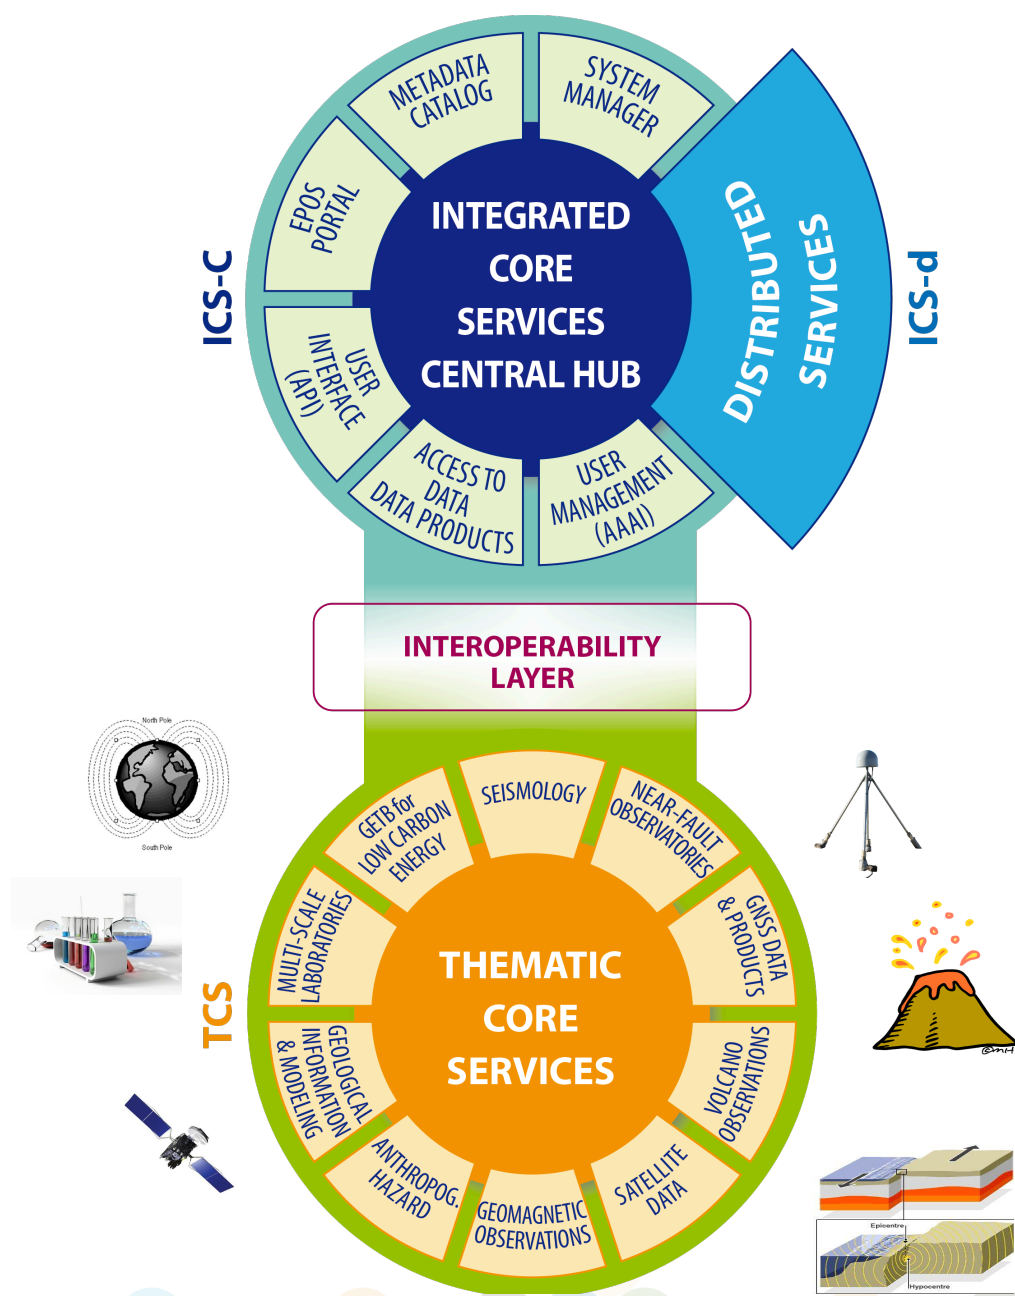 METADATA
CATALOG
SYSTEM
MANAGER
EPOS
PORTAL
INTEGRATED
CORE
SERVICES
CENTRAL HUB
DISTRIBUTED
SERVICES
ICS-C
ICS-d
USER
INTERFACE
(API)
ACCESS TO
DATA
DATA PRODUCTS
USER
MANAGEMENT
(AAAI)
INTEROPERABILITY
LAYER
North Pole
South Pole
GETB for
LOW CARBON
ENERGY
SEISMOLOGY
NEAR-FAULT
OBSERVATORIES
MULTI-SCALE
LABORATORIES
GNSS DATA
& PRODUCTS
THEMATIC
CORE
SERVICES
TCS
GEOLOGICAL
INFORMATION
& MODELING
VOLCANO
OBSERVATIONS
©MH
ANTHROPOG.
HAZARD
GEOMAGNETIC
OBSERVATIONS
SATELLITE
DATA
Epicentre
Hypocentre